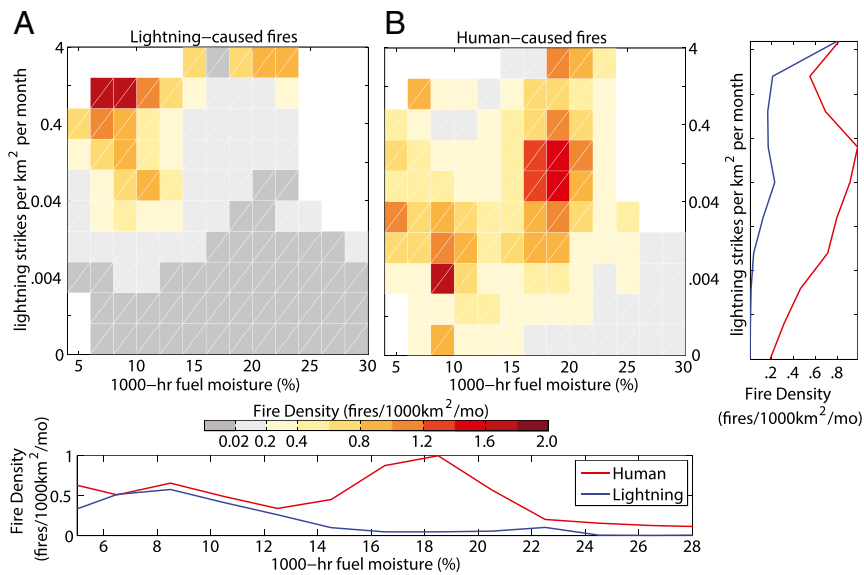 A
B
Lightning−caused fires
Human−caused fires
lightning strikes per km2 per month
4
0.4
0.04
.004
0
5 10 15 20 25 30
1000−hr fuel moisture (%)
4
0.4
0.04
.004
0
5 10 15 20 25 30
1000−hr fuel moisture (%)
lightning strikes per km2 per month
.2 .4 .6 .8
Fire Density
(fires/1000km2/mo)
Fire Density (fires/1000km2/mo)
0.02 0.2 0.4 0.8 1.2 1.6 2.0
Fire Density
(fires/1000km2/mo)
1
0.5
0
Human
Lightning
6 8 10 12 14 16 18 20 22 24 26 28
1000−hr fuel moisture (%)